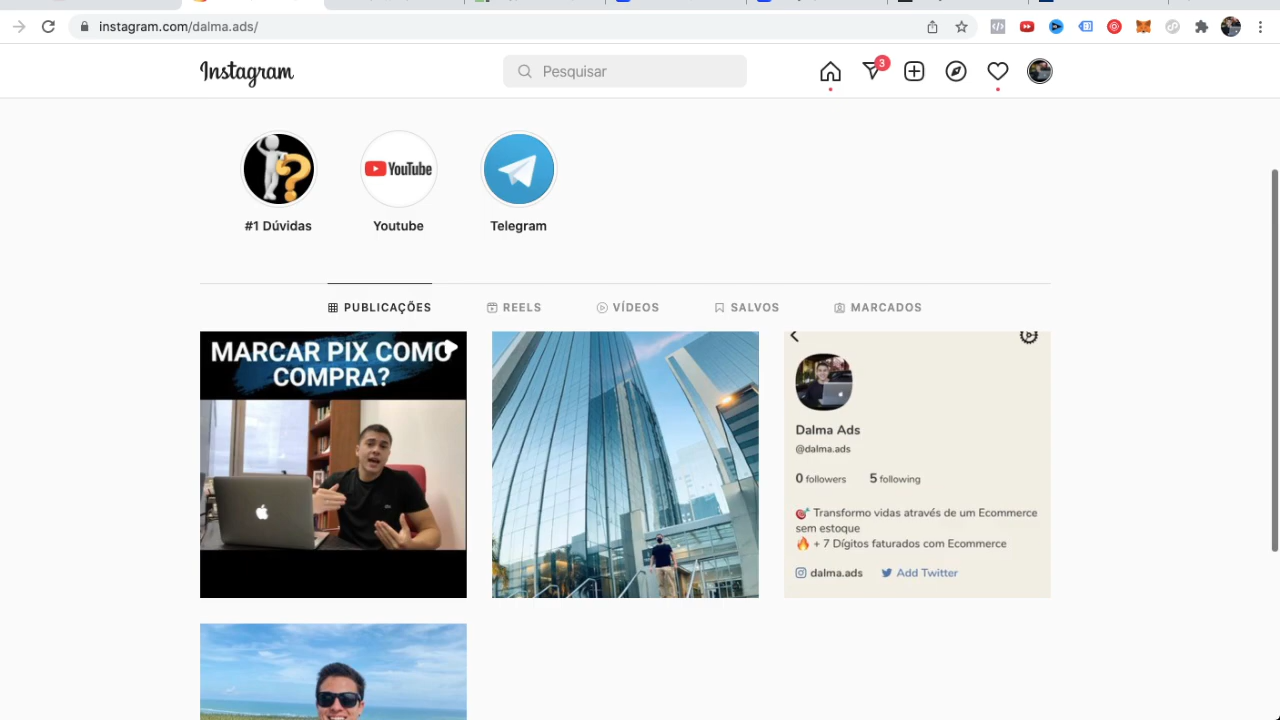 instagram.com/dalma.ads/
Instagram
Pesquisar
3
YouTube
#1 Dúvidas
Youtube
Telegram
PUBLICAÇÕES
REELS
VÍDEOS
SALVOS
MARCADOS
MARCAR PIX COMO
COMPRA?
Dalma Ads
@dalma.ads
0 followers 5 following
Transformo vidas através de um Ecommerce
sem estoque
+ 7 Dígitos faturados com Ecommerce
dalma.ads Add Twitter